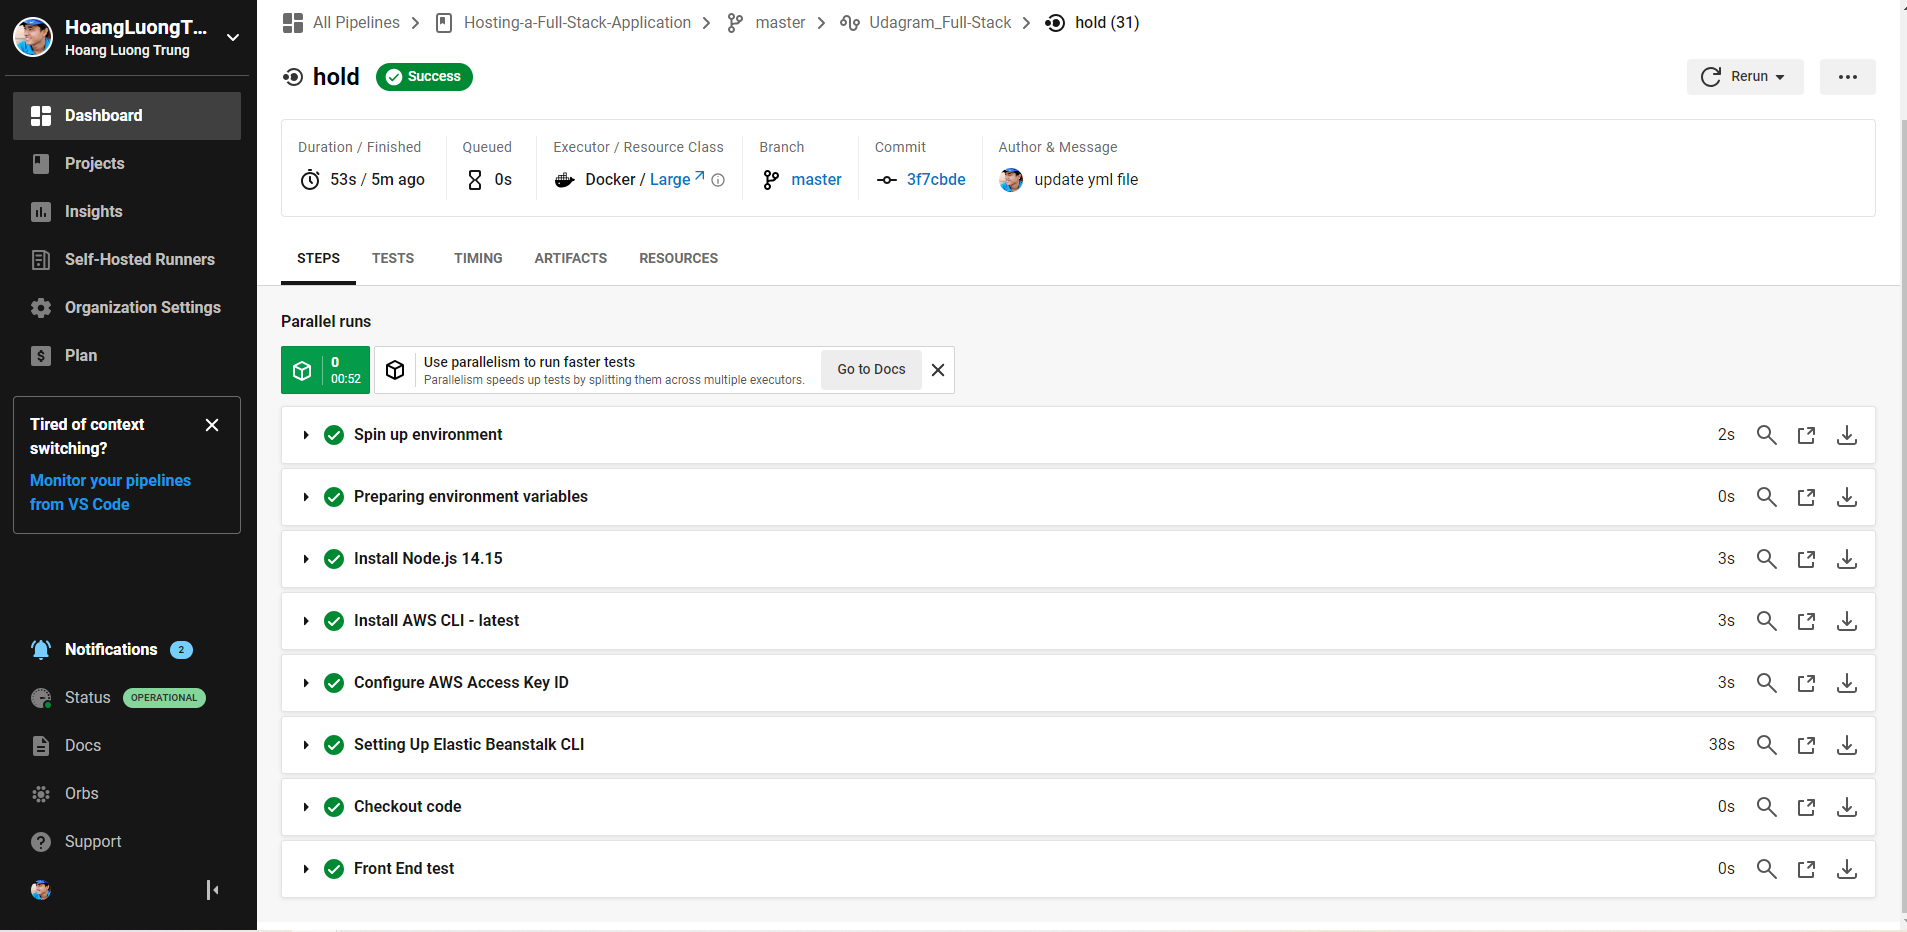 HoangLuongT...
Hoang Luong Trung
Dashboard
Projects
Insights
Self-Hosted Runners
Organization Settings
Plan
Tired of context
switching?
Monitor your pipelines
from VS Code
Notifications 2
Status OPERATIONAL
Docs
Orbs
Support
All Pipelines Hosting-a-Full-Stack-Application master Udagram_Full-Stack hold (31)
hold Success
Rerun
Duration / Finished
53s / 5m ago
Queued
0s
Executor / Resource Class
Docker / Large
Branch
master
Commit
3f7cbde
Author & Message
update yml file
STEPS TESTS TIMING ARTIFACTS RESOURCES
Parallel runs
0
00:52
Use parallelism to run faster tests
Parallelism speeds up tests by splitting them across multiple executors.
Go to Docs
Spin up environment 2s
Preparing environment variables 0s
Install Node.js 14.15 3s
Install AWS CLI - latest 3s
Configure AWS Access Key ID 3s
Setting Up Elastic Beanstalk CLI 38s
Checkout code 0s
Front End test 0s